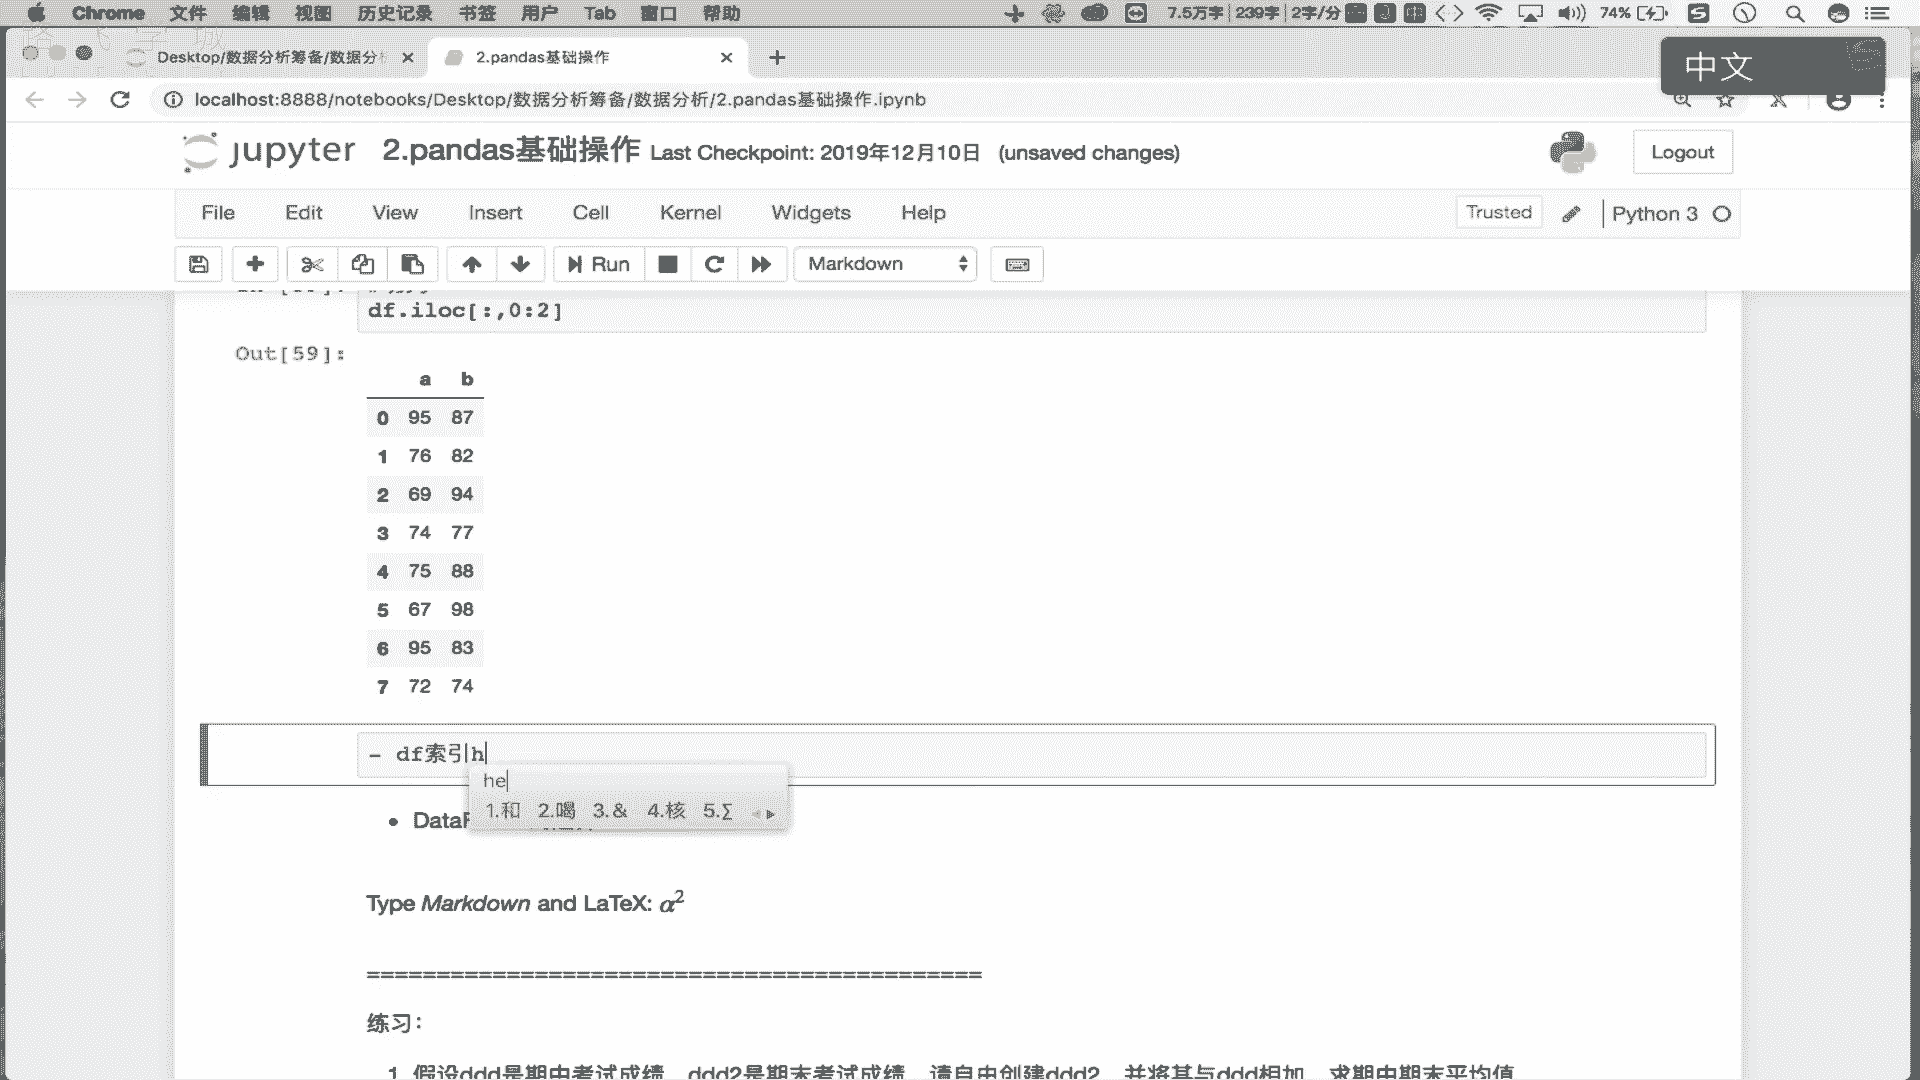 Chrome 文件 编辑 视图 历史记录 书签 用户 Tab 窗口 帮助 7.5万字 239字 2字/分 74%
Desktop/数据分析筹备/数据分析
2.pandas基础操作
中文
localhost:8888/notebooks/Desktop/数据分析筹备/数据分析/2.pandas基础操作.ipynb
jupyter 2.pandas基础操作 Last Checkpoint: 2019年12月10日 (unsaved changes) Logout
File Edit View Insert Cell Kernel Widgets Help Trusted Python 3
Run Markdown
df.iloc[:,0:2]
Out[59]:
a b
0 95 87
1 76 82
2 69 94
3 74 77
4 75 88
5 67 98
6 95 83
7 72 74
- df索引h
he
1.和 2.喝 3.& 4.核 5.∑
• DataF
Type Markdown and LaTeX: α²
============================================
练习：
1. 假设ddd是期中考试成绩，ddd2是期末考试成绩，请自由创建ddd2，并将其与ddd相加，求期中期末平均值